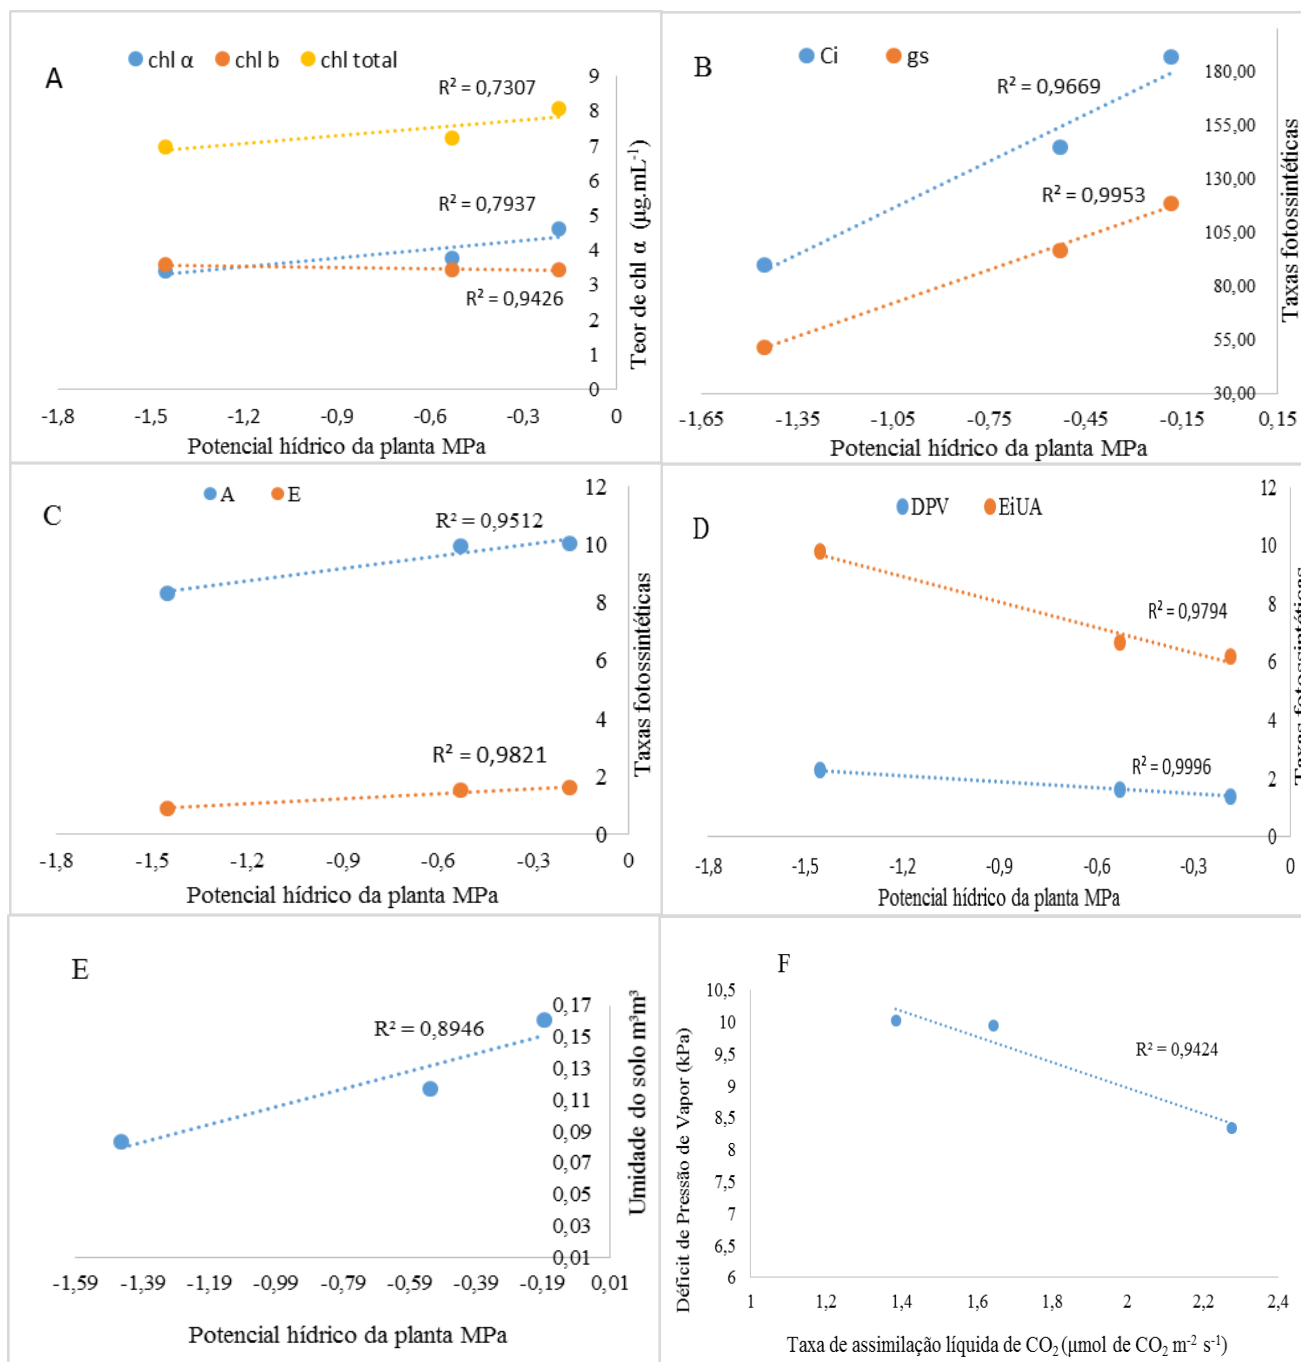 A
chl α chl b chl total
R² = 0,7307
R² = 0,7937
R² = 0,9426
9
8
7
6
5
4
3
2
1
0
Teor de chl α (µg.mL⁻¹)
-1,8 -1,5 -1,2 -0,9 -0,6 -0,3 0
Potencial hídrico da planta MPa
B
Ci gs
R² = 0,9669
R² = 0,9953
180,00
155,00
130,00
105,00
80,00
55,00
30,00
Taxas fotossintéticas
-1,65 -1,35 -1,05 -0,75 -0,45 -0,15 0,15
Potencial hídrico da planta MPa
C
A E
R² = 0,9512
R² = 0,9821
12
10
8
6
4
2
0
Taxas fotossintéticas
-1,8 -1,5 -1,2 -0,9 -0,6 -0,3 0
Potencial hídrico da planta MPa
D
DPV EiUA
R² = 0,9794
R² = 0,9996
12
10
8
6
4
2
0
Taxas fotossintéticas
-1,8 -1,5 -1,2 -0,9 -0,6 -0,3 0
Potencial hídrico da planta MPa
E
R² = 0,8946
0,17
0,15
0,13
0,11
0,09
0,07
0,05
0,03
0,01
Umidade do solo m³m³
-1,59 -1,39 -1,19 -0,99 -0,79 -0,59 -0,39 -0,19 0,01
Potencial hídrico da planta MPa
F
R² = 0,9424
10,5
10
9,5
9
8,5
8
7,5
7
6,5
6
Déficit de Pressão de Vapor (kPa)
1 1,2 1,4 1,6 1,8 2 2,2 2,4
Taxa de assimilação líquida de CO₂ (µmol de CO₂ m⁻² s⁻¹)